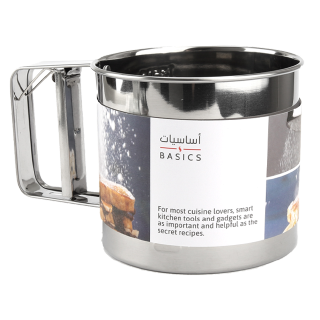 أساسيات
BASICS
For most cuisine lovers, smart
kitchen tools and gadgets are
as important and helpful as the
secret recipes.